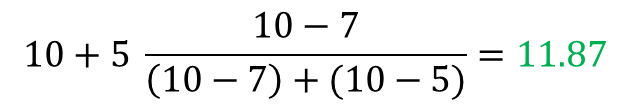 10 + 5 (10 − 7) / ((10 − 7) + (10 − 5)) = 11.87